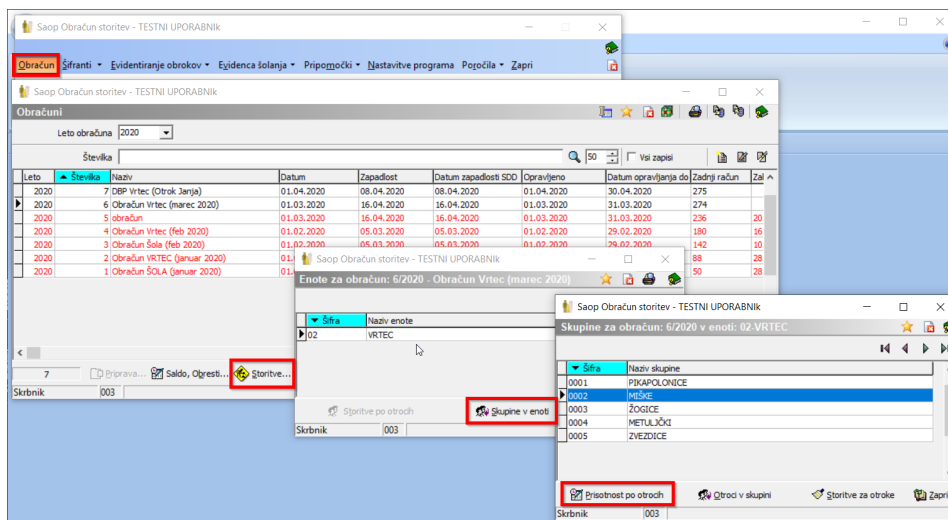 Saop Obračun storitev - TESTNI UPORABNIk
Obračun Šifranti Evidentiranje obrokov Evidenca šolanja Pripomočki Nastavitve programa Poročila Zapri
Saop Obračun storitev - TESTNI UPORABNIk
Obračuni
Leto obračuna 2020
Številka 50 Vsi zapisi
Leto Številka Naziv Datum Zapadlost Datum zapadlosti SDD Opravljeno Datum opravljanja do Zadnji račun Zal
2020 7 DBP Vrtec (Otrok Janja) 01.04.2020 08.04.2020 08.04.2020 01.04.2020 30.04.2020 275
2020 6 Obračun Vrtec (marec 2020) 01.03.2020 16.04.2020 16.04.2020 01.03.2020 31.03.2020 274
2020 5 obračun 01.03.2020 16.04.2020 16.04.2020 01.03.2020 31.03.2020 236 20
2020 4 Obračun Vrtec (feb 2020) 01.02.2020 05.03.2020 05.03.2020 01.02.2020 29.02.2020 180 16
2020 3 Obračun Šola (feb 2020) 01.02.2020 05.03.2020 05.03.2020 01.02.2020 29.02.2020 142 10
2020 2 Obračun VRTEC (januar 2020) 01. 88 28
2020 1 Obračun ŠOLA (januar 2020) 01. 50 28
7 Priprava... Saldo, Obresti... Storitve...
Skrbnik 003
Saop Obračun storitev - TESTNI UPORABNIk
Enote za obračun: 6/2020 - Obračun Vrtec (marec 2020)
Šifra Naziv enote
02 VRTEC
Storitve po otrocih Skupine v enoti
Skrbnik 003
Saop Obračun storitev - TESTNI UPORABNIk
Skupine za obračun: 6/2020 v enoti: 02-VRTEC
Šifra Naziv skupine
0001 PIKAPOLONICE
0002 MIŠKE
0003 ŽOGICE
0004 METULJČKI
0005 ZVEZDICE
Prisotnost po otrocih Otroci v skupini Storitve za otroke Zapri
Skrbnik 003